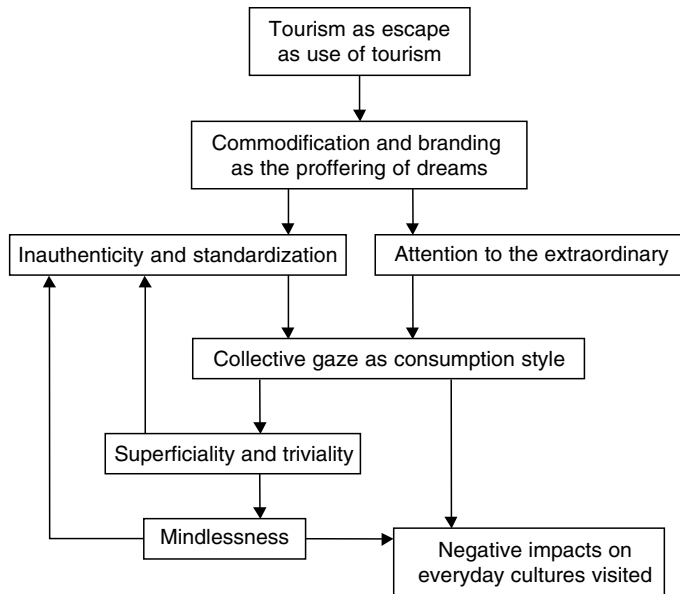 Tourism as escape
as use of tourism
Commodification and branding
as the proffering of dreams
Inauthenticity and standardization
Attention to the extraordinary
Collective gaze as consumption style
Superficiality and triviality
Mindlessness
Negative impacts on
everyday cultures visited